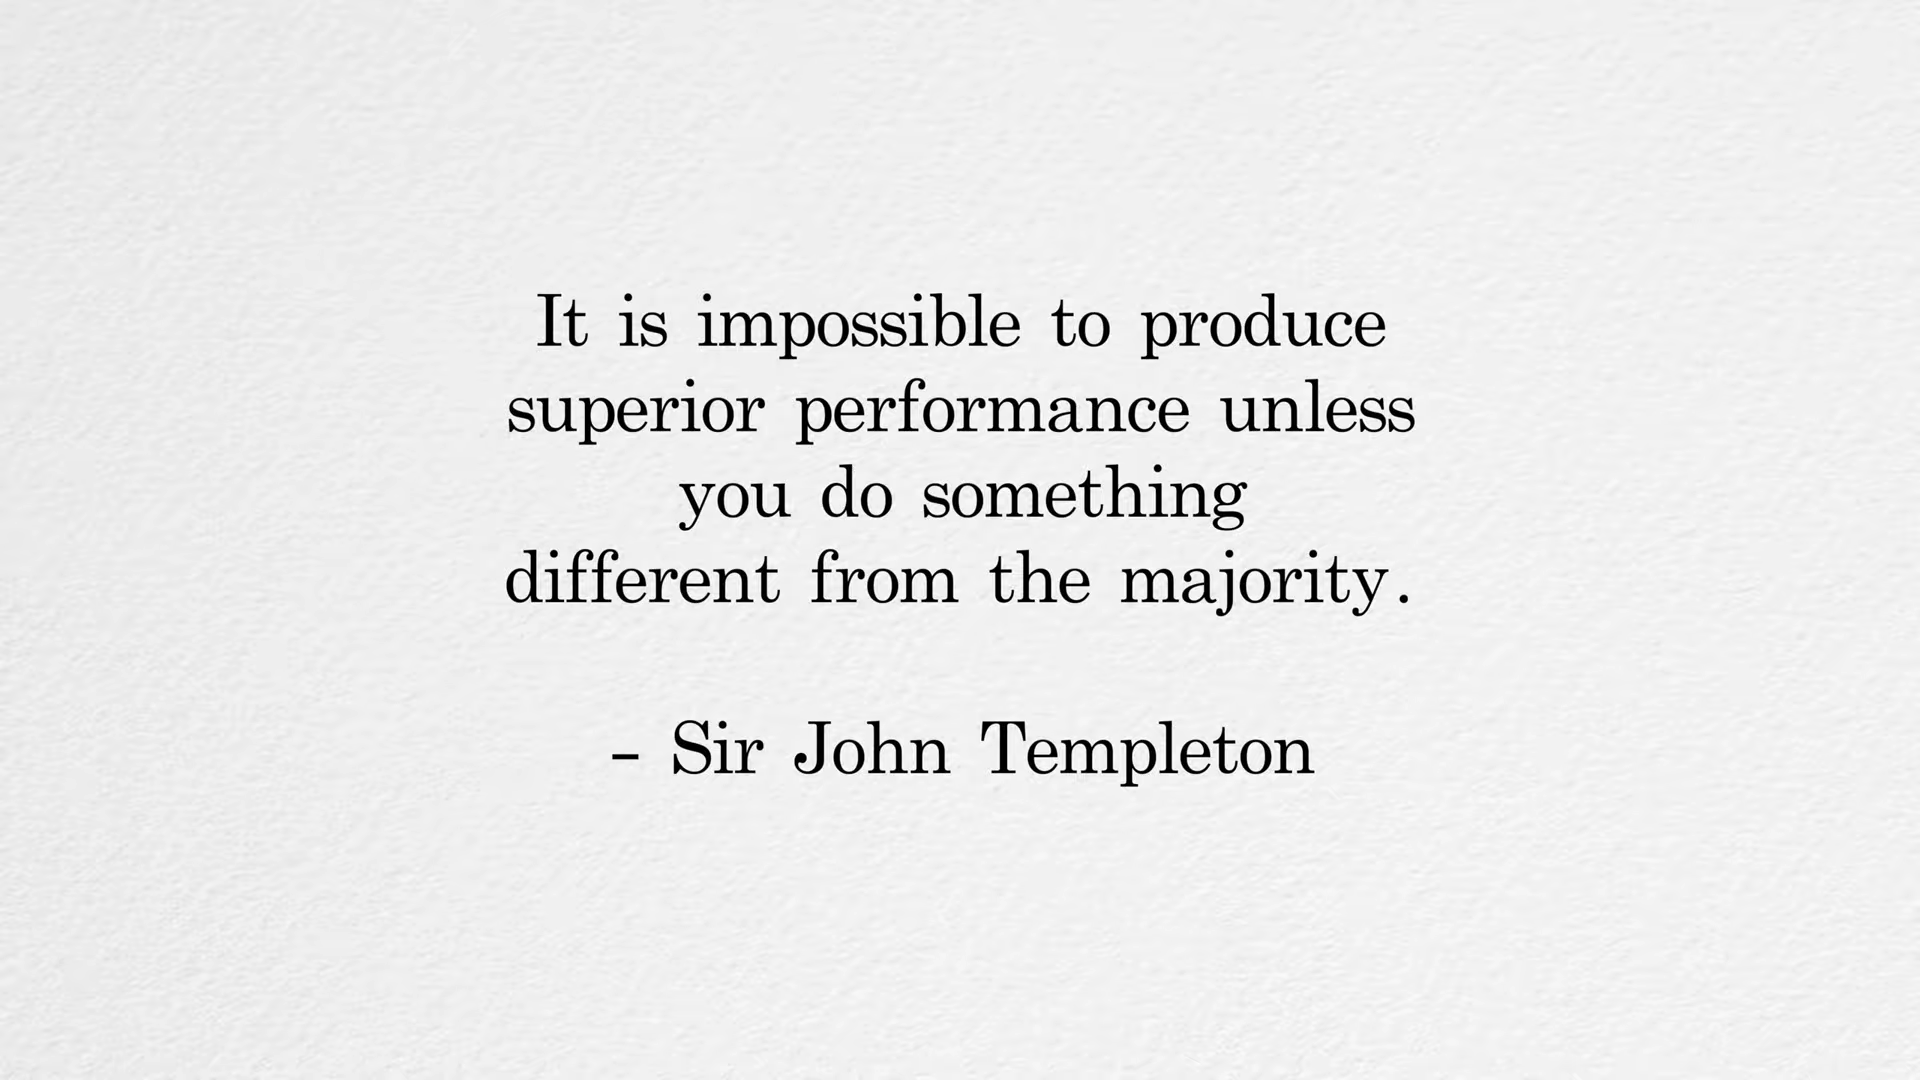 It is impossible to produce
superior performance unless
you do something
different from the majority.
– Sir John Templeton